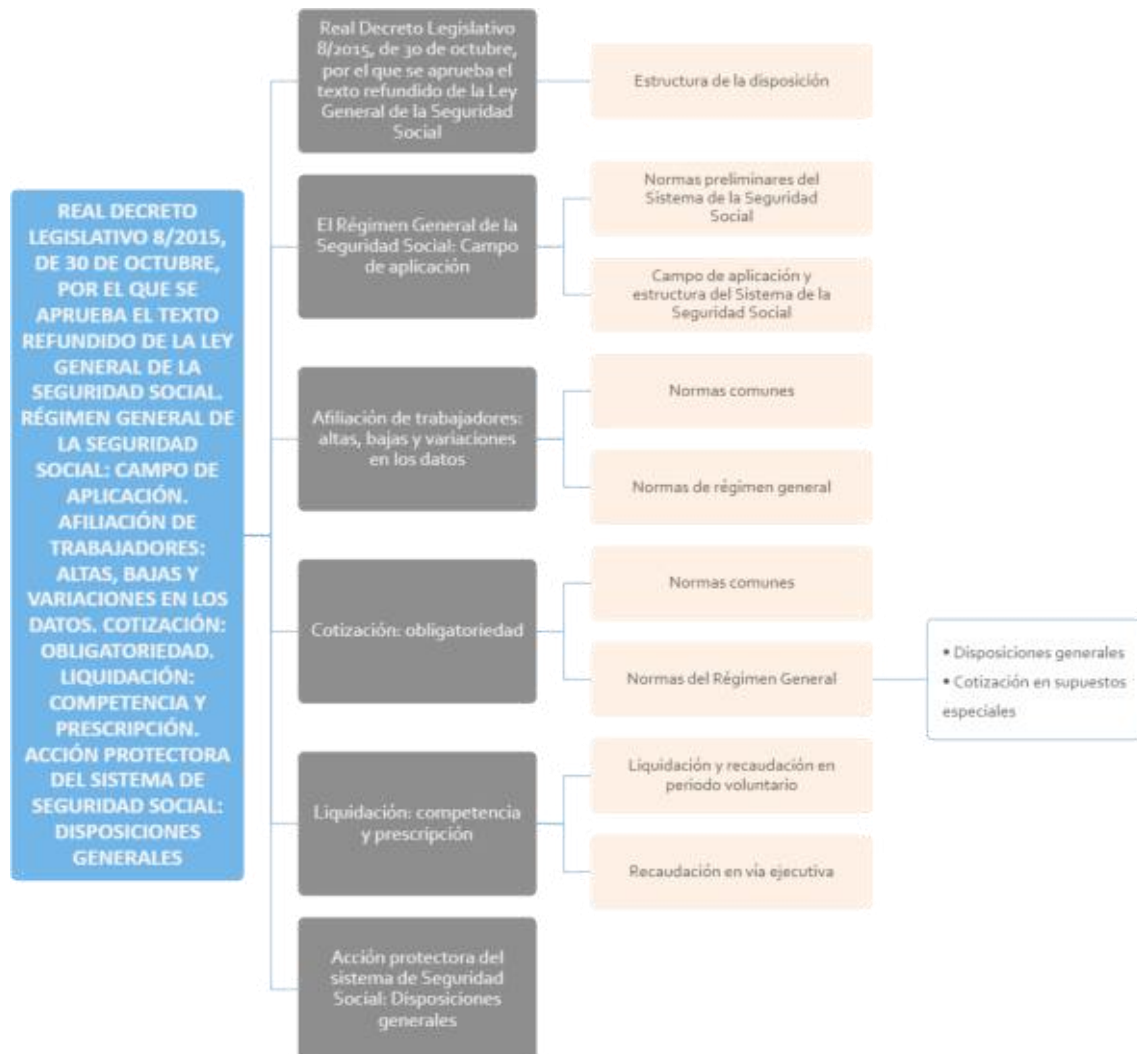 REAL DECRETO
LEGISLATIVO 8/2015,
DE 30 DE OCTUBRE,
POR EL QUE SE
APRUEBA EL TEXTO
REFUNDIDO DE LA LEY
GENERAL DE LA
SEGURIDAD SOCIAL.
RÉGIMEN GENERAL DE
LA SEGURIDAD
SOCIAL: CAMPO DE
APLICACIÓN.
AFILIACIÓN DE
TRABAJADORES:
ALTAS, BAJAS Y
VARIACIONES EN LOS
DATOS. COTIZACIÓN:
OBLIGATORIEDAD.
LIQUIDACIÓN:
COMPETENCIA Y
PRESCRIPCIÓN.
ACCIÓN PROTECTORA
DEL SISTEMA DE
SEGURIDAD SOCIAL:
DISPOSICIONES
GENERALES
Real Decreto Legislativo
8/2015, de 30 de octubre,
por el que se aprueba el
texto refundido de la Ley
General de la Seguridad
Social
Estructura de la disposición
El Régimen General de la
Seguridad Social: Campo
de aplicación
Normas preliminares del
Sistema de la Seguridad
Social
Campo de aplicación y
estructura del Sistema de la
Seguridad Social
Afiliación de trabajadores:
altas, bajas y variaciones
en los datos
Normas comunes
Normas de régimen general
Cotización: obligatoriedad
Normas comunes
Normas del Régimen General
• Disposiciones generales
• Cotización en supuestos
especiales
Liquidación: competencia
y prescripción
Liquidación y recaudación en
periodo voluntario
Recaudación en vía ejecutiva
Acción protectora del
sistema de Seguridad
Social: Disposiciones
generales